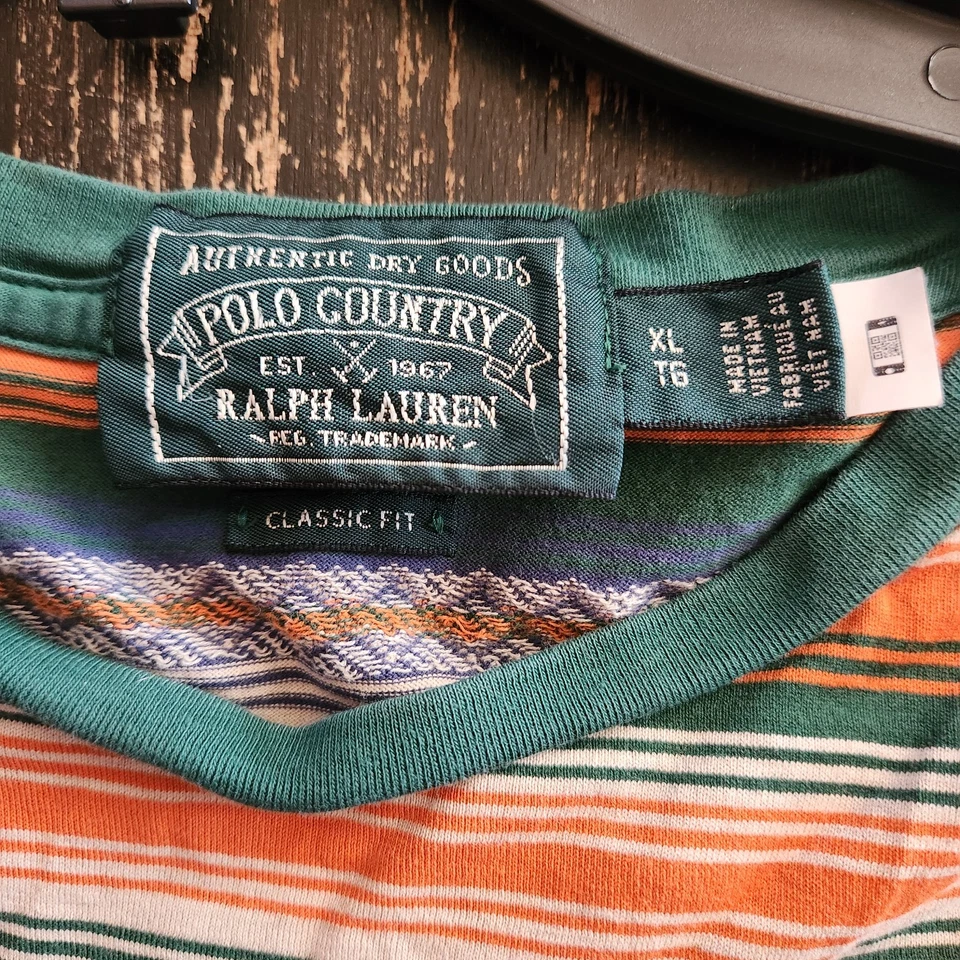 AUTHENTIC DRY GOODS
POLO COUNTRY
EST. 1967
RALPH LAUREN
REG. TRADEMARK
CLASSIC FIT
XL
TG
MADE IN
VIETNAM
FABRIQUÉ AU
VIÊT NAM